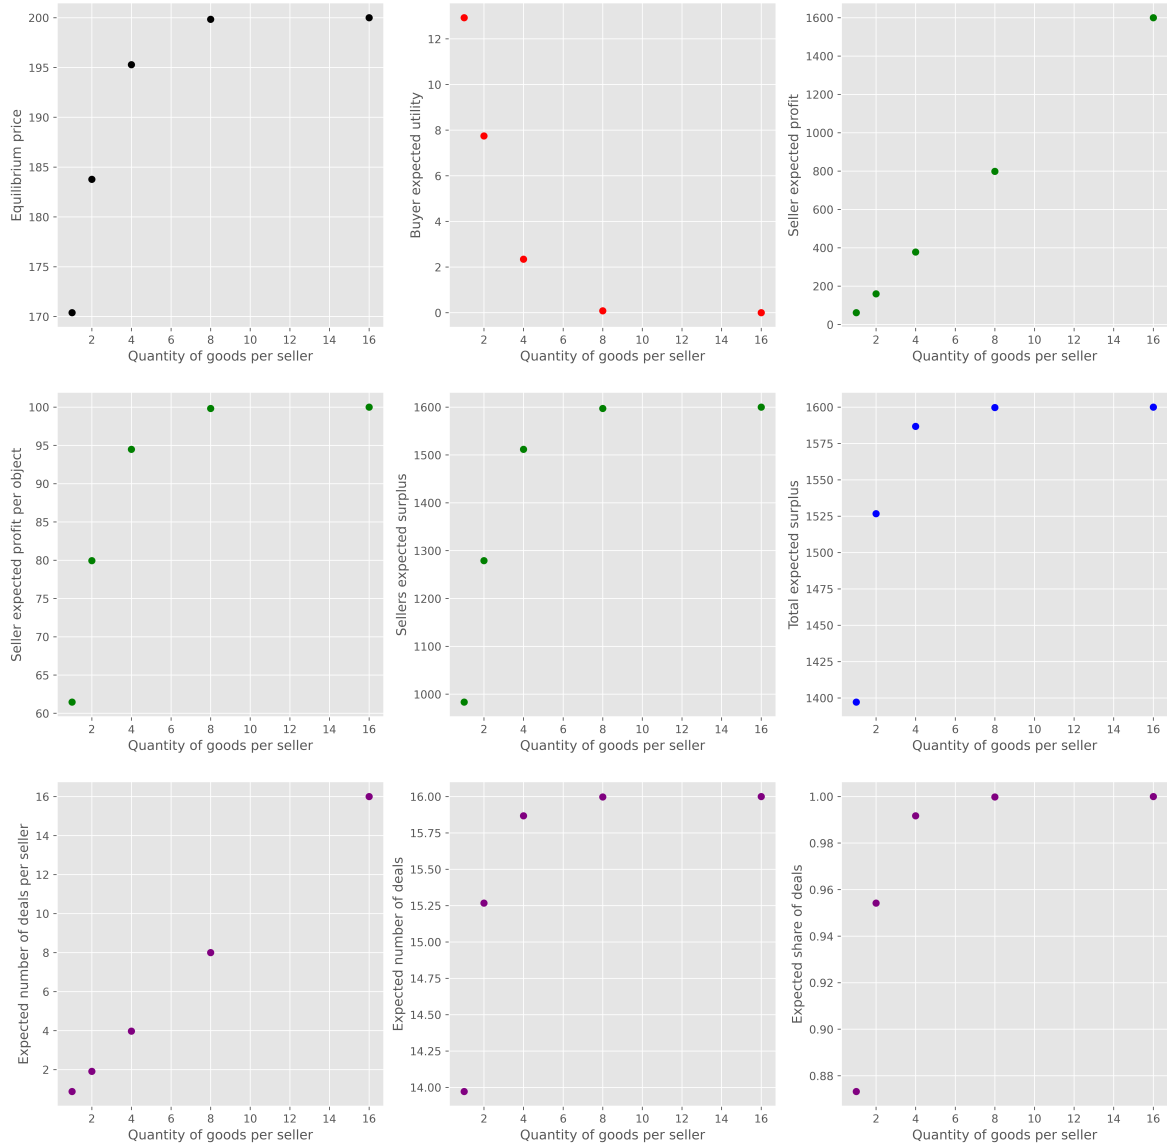 Equilibrium price
200
195
190
185
180
175
170
2 4 6 8 10 12 14 16
Quantity of goods per seller
Buyer expected utility
12
10
8
6
4
2
0
2 4 6 8 10 12 14 16
Quantity of goods per seller
Seller expected profit
1600
1400
1200
1000
800
600
400
200
0
2 4 6 8 10 12 14 16
Quantity of goods per seller
Seller expected profit per object
100
95
90
85
80
75
70
65
60
2 4 6 8 10 12 14 16
Quantity of goods per seller
Sellers expected surplus
1600
1500
1400
1300
1200
1100
1000
2 4 6 8 10 12 14 16
Quantity of goods per seller
Total expected surplus
1600
1575
1550
1525
1500
1475
1450
1425
1400
2 4 6 8 10 12 14 16
Quantity of goods per seller
Expected number of deals per seller
16
14
12
10
8
6
4
2
2 4 6 8 10 12 14 16
Quantity of goods per seller
Expected number of deals
16.00
15.75
15.50
15.25
15.00
14.75
14.50
14.25
14.00
2 4 6 8 10 12 14 16
Quantity of goods per seller
Expected share of deals
1.00
0.98
0.96
0.94
0.92
0.90
0.88
2 4 6 8 10 12 14 16
Quantity of goods per seller